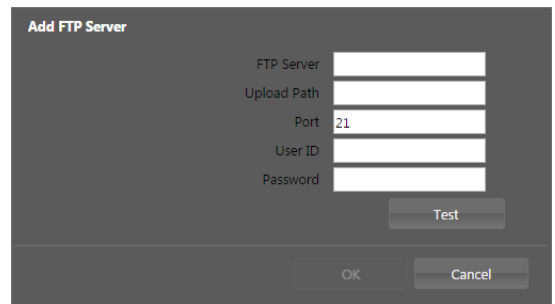 Add FTP Server
FTP Server
Upload Path
Port 21
User ID
Password
Test
OK Cancel